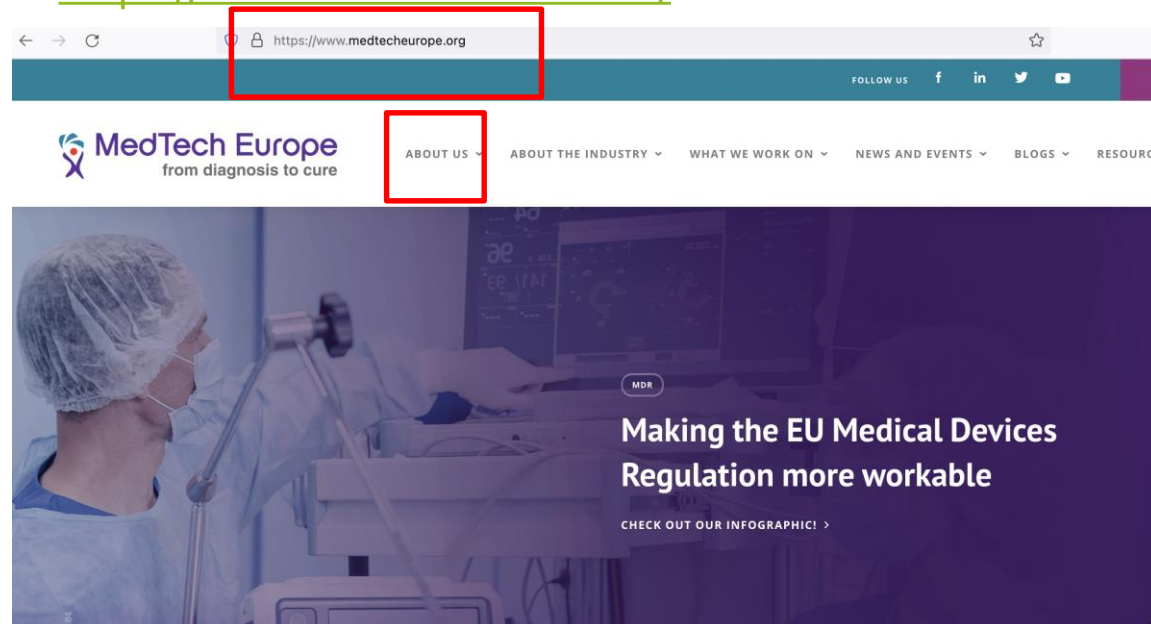 https://www.medtecheurope.org
FOLLOW US
MedTech Europe
from diagnosis to cure
ABOUT US
ABOUT THE INDUSTRY
WHAT WE WORK ON
NEWS AND EVENTS
BLOGS
MDR
Making the EU Medical Devices
Regulation more workable
CHECK OUT OUR INFOGRAPHIC! >